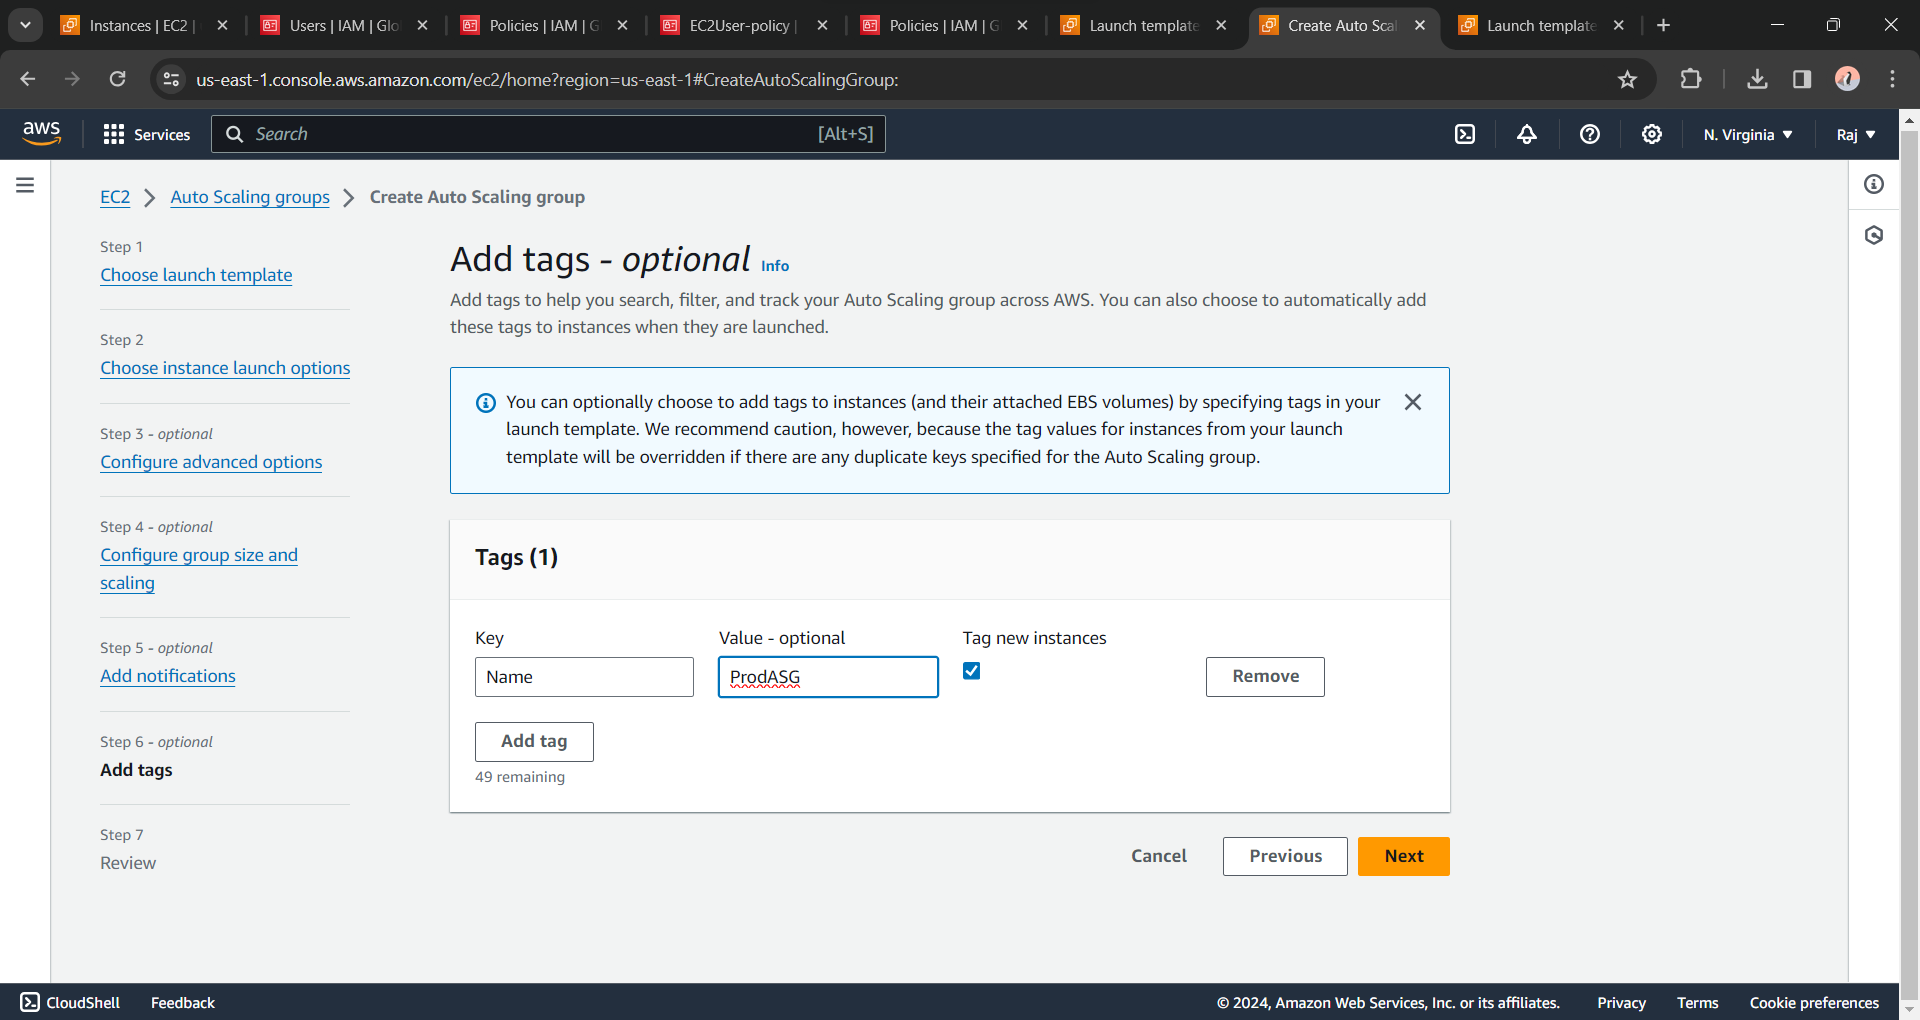 Instances | EC2 |
Users | IAM | Glo
Policies | IAM | G
EC2User-policy |
Policies | IAM | G
Launch template
Create Auto Scal
Launch template
us-east-1.console.aws.amazon.com/ec2/home?region=us-east-1#CreateAutoScalingGroup:
aws
Services
Search
[Alt+S]
N. Virginia
Raj
EC2
Auto Scaling groups
Create Auto Scaling group
Step 1
Choose launch template
Step 2
Choose instance launch options
Step 3 - optional
Configure advanced options
Step 4 - optional
Configure group size and
scaling
Step 5 - optional
Add notifications
Step 6 - optional
Add tags
Step 7
Review
Add tags - optional Info
Add tags to help you search, filter, and track your Auto Scaling group across AWS. You can also choose to automatically add
these tags to instances when they are launched.
You can optionally choose to add tags to instances (and their attached EBS volumes) by specifying tags in your
launch template. We recommend caution, however, because the tag values for instances from your launch
template will be overridden if there are any duplicate keys specified for the Auto Scaling group.
Tags (1)
Key
Value - optional
Tag new instances
Name
ProdASG
Remove
Add tag
49 remaining
Cancel
Previous
Next
CloudShell
Feedback
© 2024, Amazon Web Services, Inc. or its affiliates.
Privacy
Terms
Cookie preferences